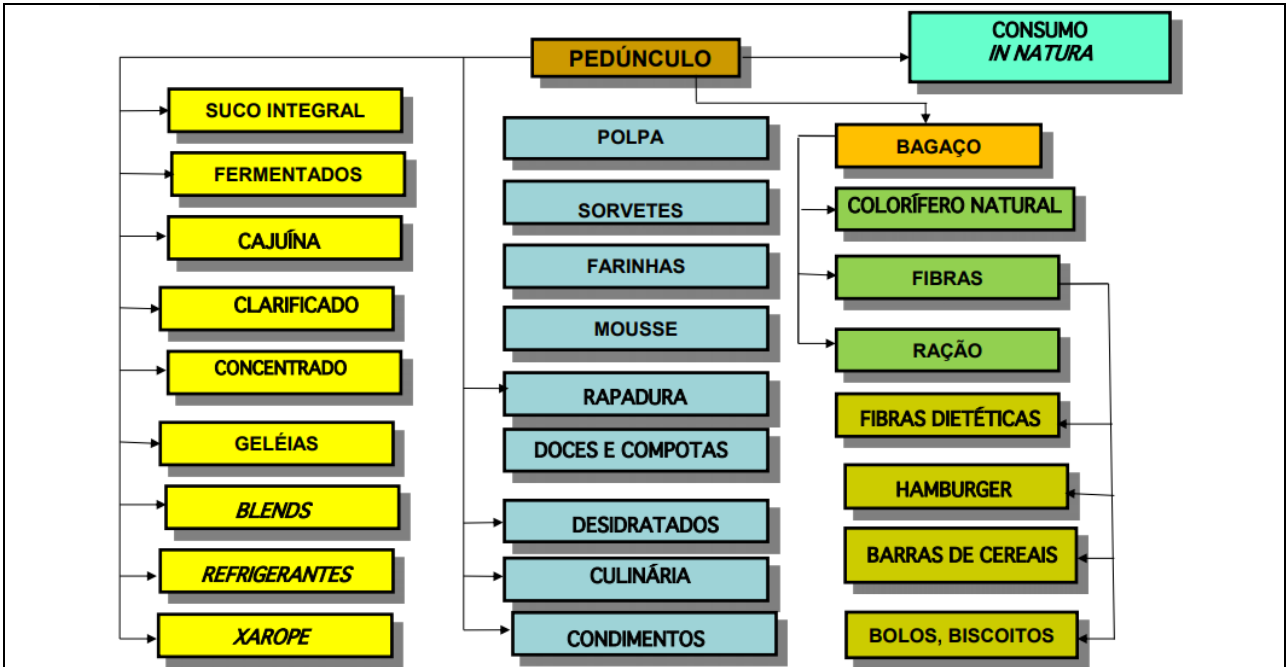 PEDÚNCULO
CONSUMO
IN NATURA
SUCO INTEGRAL
FERMENTADOS
CAJUÍNA
CLARIFICADO
CONCENTRADO
GELÉIAS
BLENDS
REFRIGERANTES
XAROPE
POLPA
SORVETES
FARINHAS
MOUSSE
RAPADURA
DOCES E COMPOTAS
DESIDRATADOS
CULINÁRIA
CONDIMENTOS
BAGAÇO
COLORÍFERO NATURAL
FIBRAS
RAÇÃO
FIBRAS DIETÉTICAS
HAMBURGER
BARRAS DE CEREAIS
BOLOS, BISCOITOS